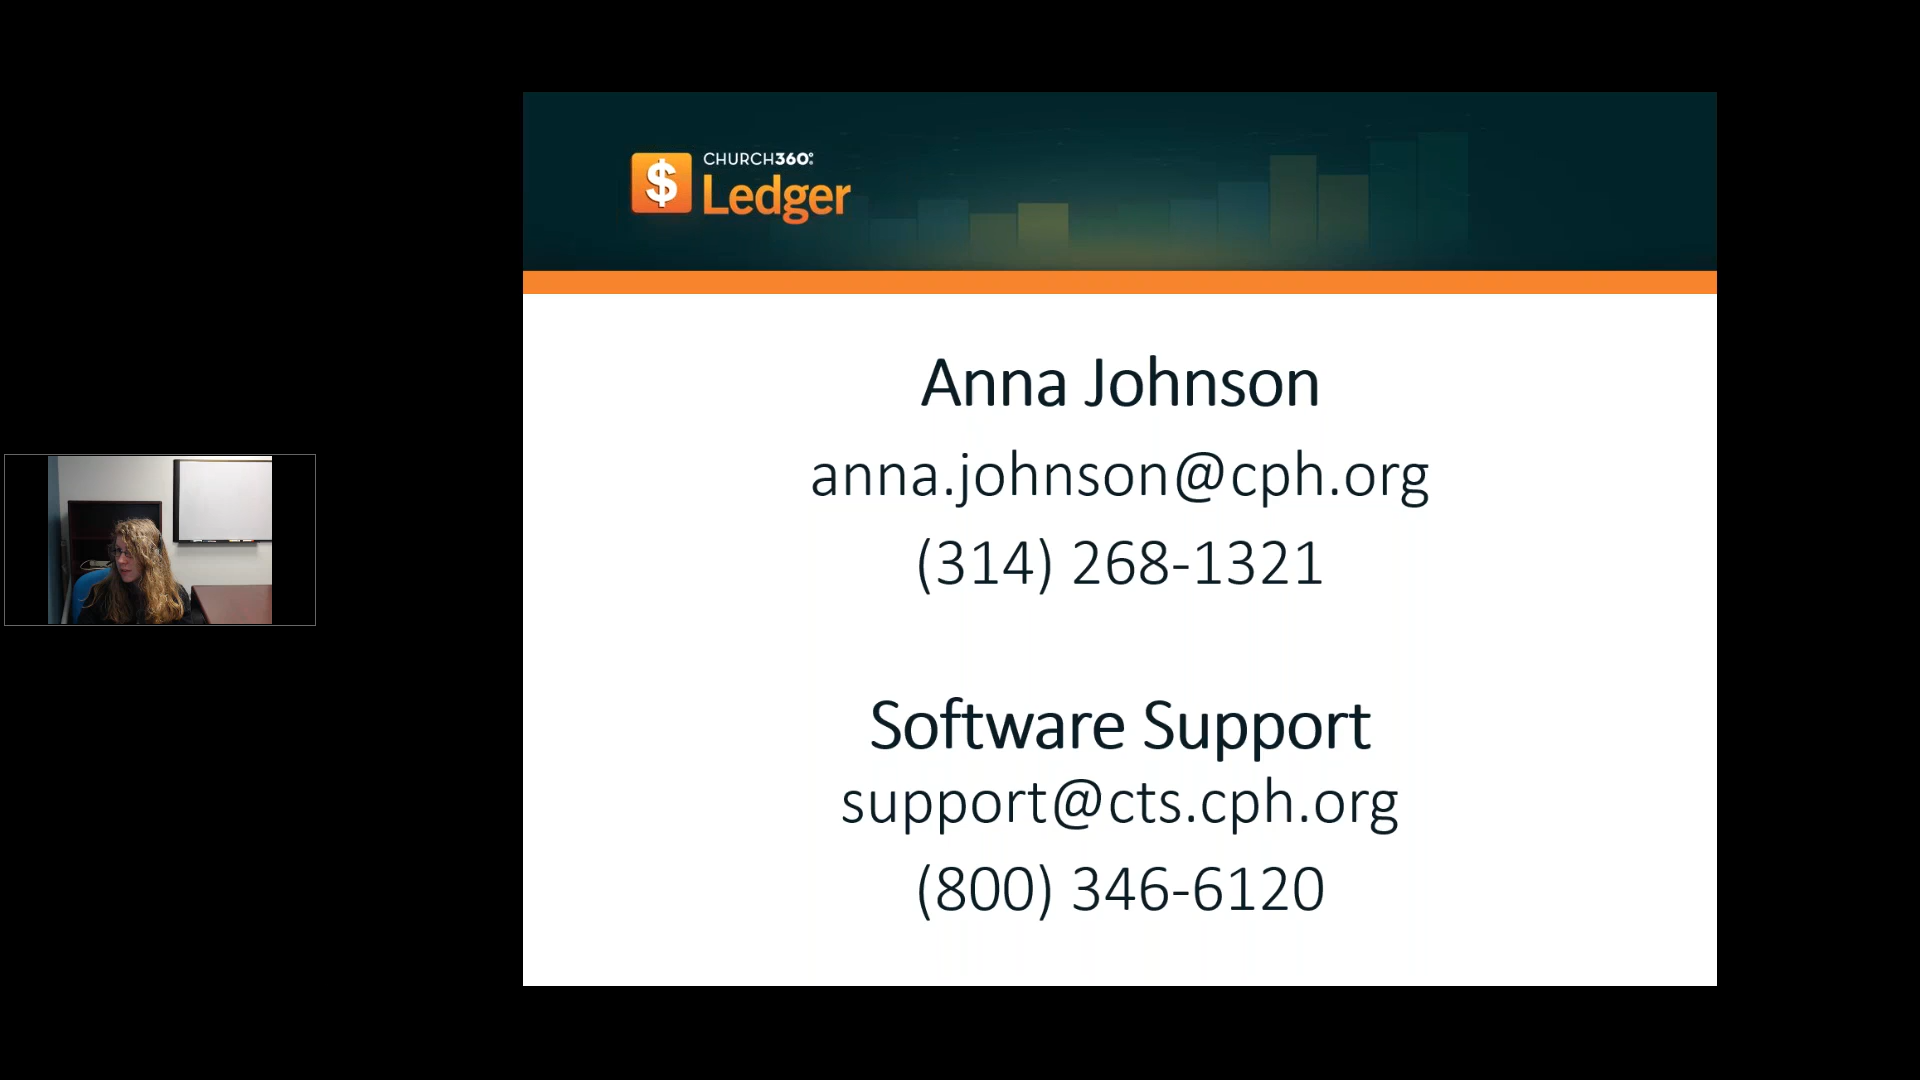 $
CHURCH360°
Ledger
Anna Johnson
anna.johnson@cph.org
(314) 268-1321
Software Support
support@cts.cph.org
(800) 346-6120